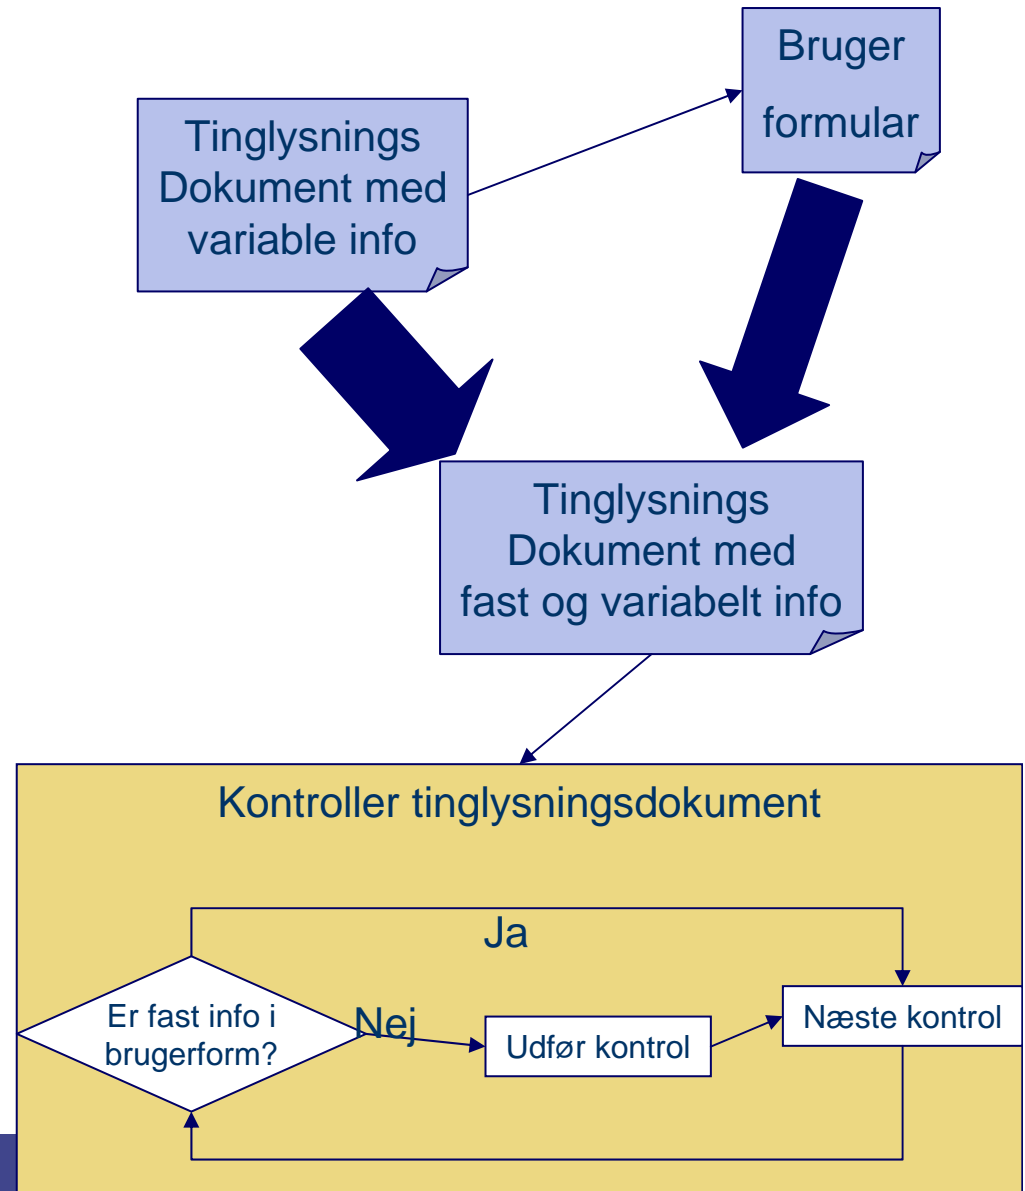 Bruger
formular
Tinglysnings
Dokument med
variable info
Tinglysnings
Dokument med
fast og variabelt info
Kontroller tinglysningsdokument
Ja
Er fast info i
brugerform?
Nej
Udfør kontrol
Næste kontrol